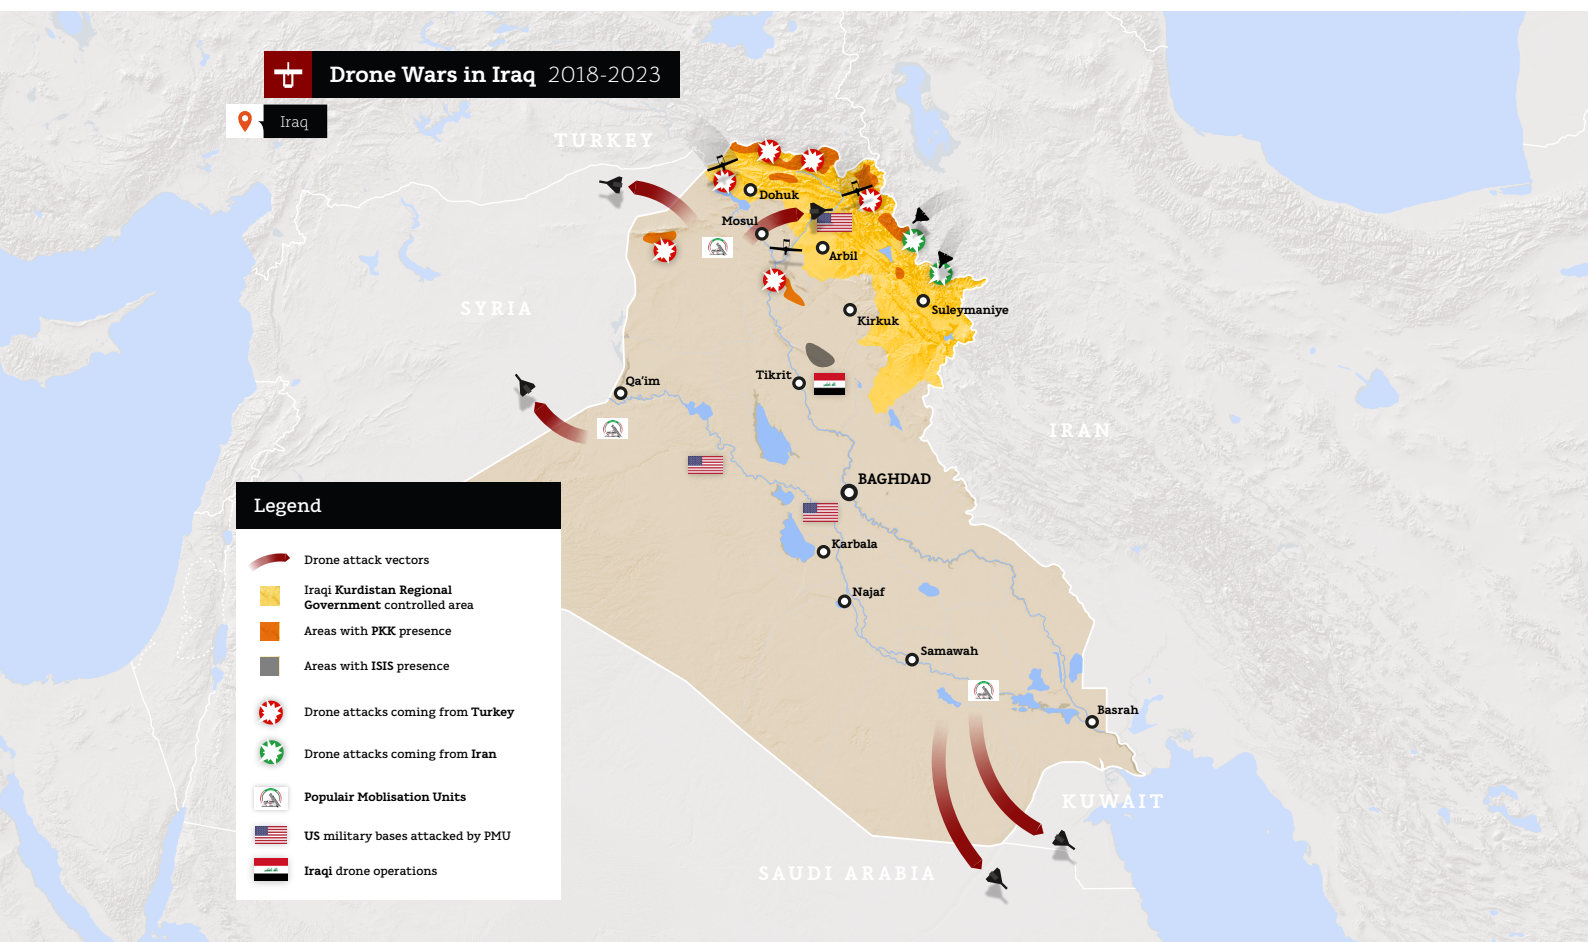 Drone Wars in Iraq 2018-2023
Iraq
TURKEY
Dohuk
Mosul
Arbil
SYRIA
Suleymaniye
Kirkuk
Tikrit
Qa'im
IRAN
BAGHDAD
Karbala
Najaf
Samawah
Basrah
KUWAIT
SAUDI ARABIA
Legend
Drone attack vectors
Iraqi Kurdistan Regional
Government controlled area
Areas with PKK presence
Areas with ISIS presence
Drone attacks coming from Turkey
Drone attacks coming from Iran
Populair Moblisation Units
US military bases attacked by PMU
Iraqi drone operations